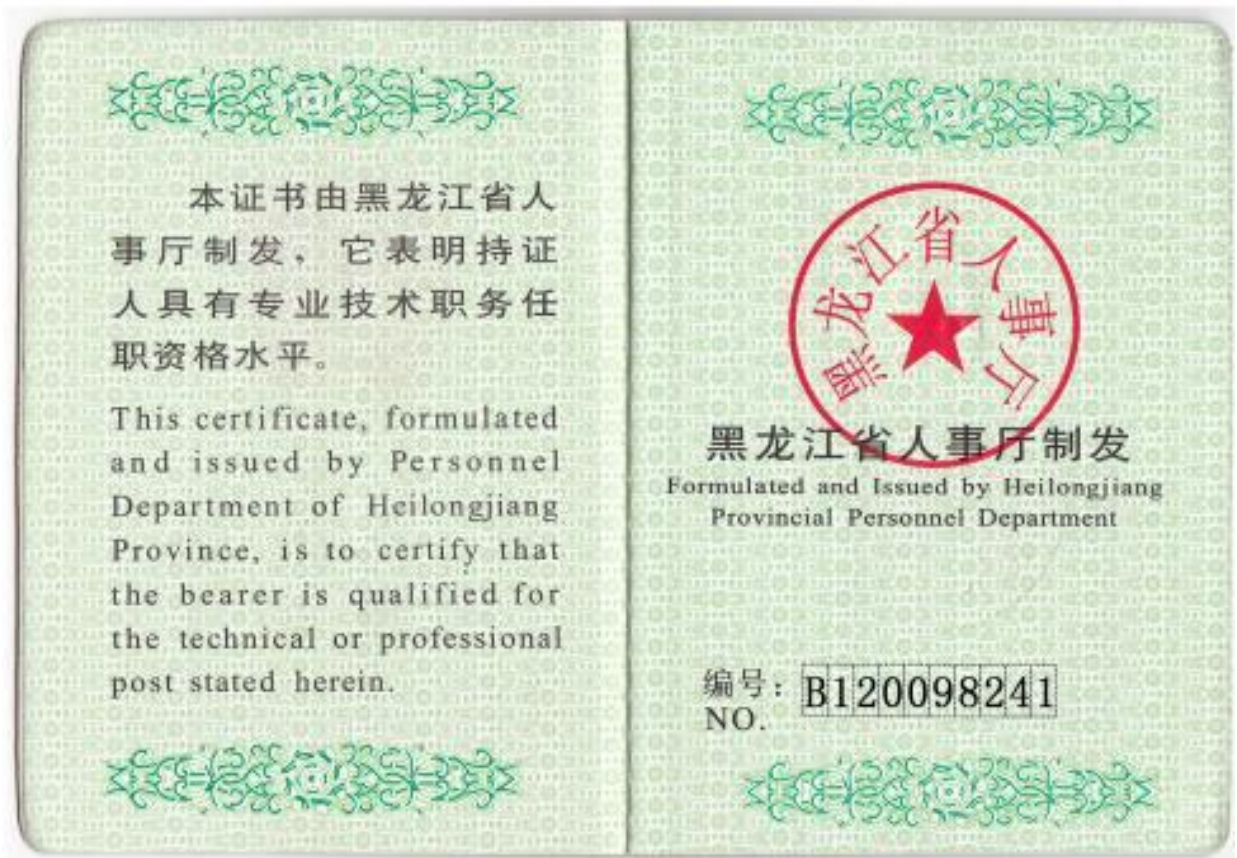 本证书由黑龙江省人
事厅制发，它表明持证
人具有专业技术职务任
职资格水平。
This certificate, formulated
and issued by Personnel
Department of Heilongjiang
Province, is to certify that
the bearer is qualified for
the technical or professional
post stated herein.
黑龙江省人事厅
黑龙江省人事厅制发
Formulated and Issued by Heilongjiang
Provincial Personnel Department
编号：B120098241
NO.